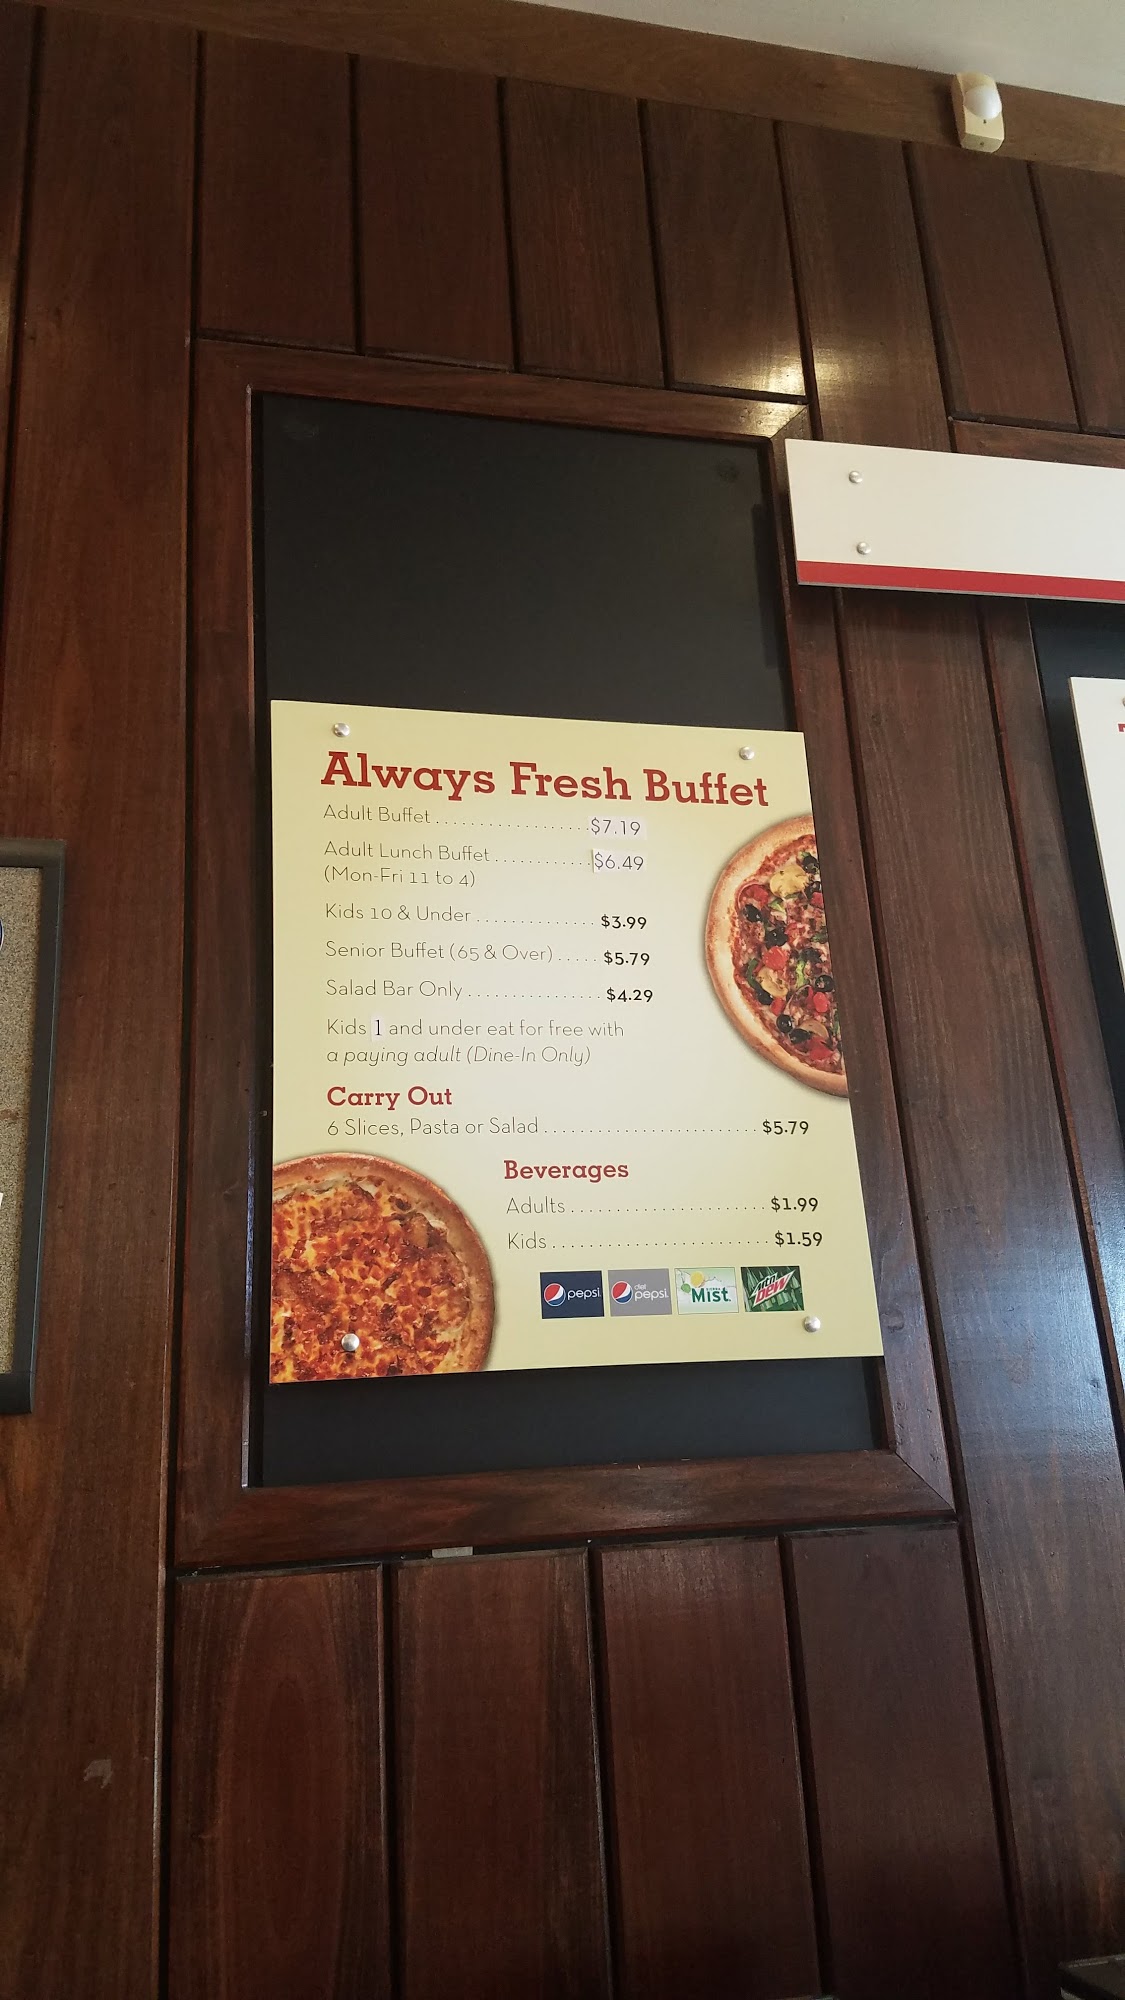 Always Fresh Buffet
Adult Buffet..................$7.19
Adult Lunch Buffet............$6.49
(Mon-Fri 11 to 4)
Kids 10 & Under..............$3.99
Senior Buffet (65 & Over).....$5.79
Salad Bar Only................$4.29
Kids 1 and under eat for free with
a paying adult (Dine-In Only)
Carry Out
6 Slices, Pasta or Salad........................$5.79
Beverages
Adults......................$1.99
Kids........................$1.59
pepsi diet pepsi Mist mtn DEW